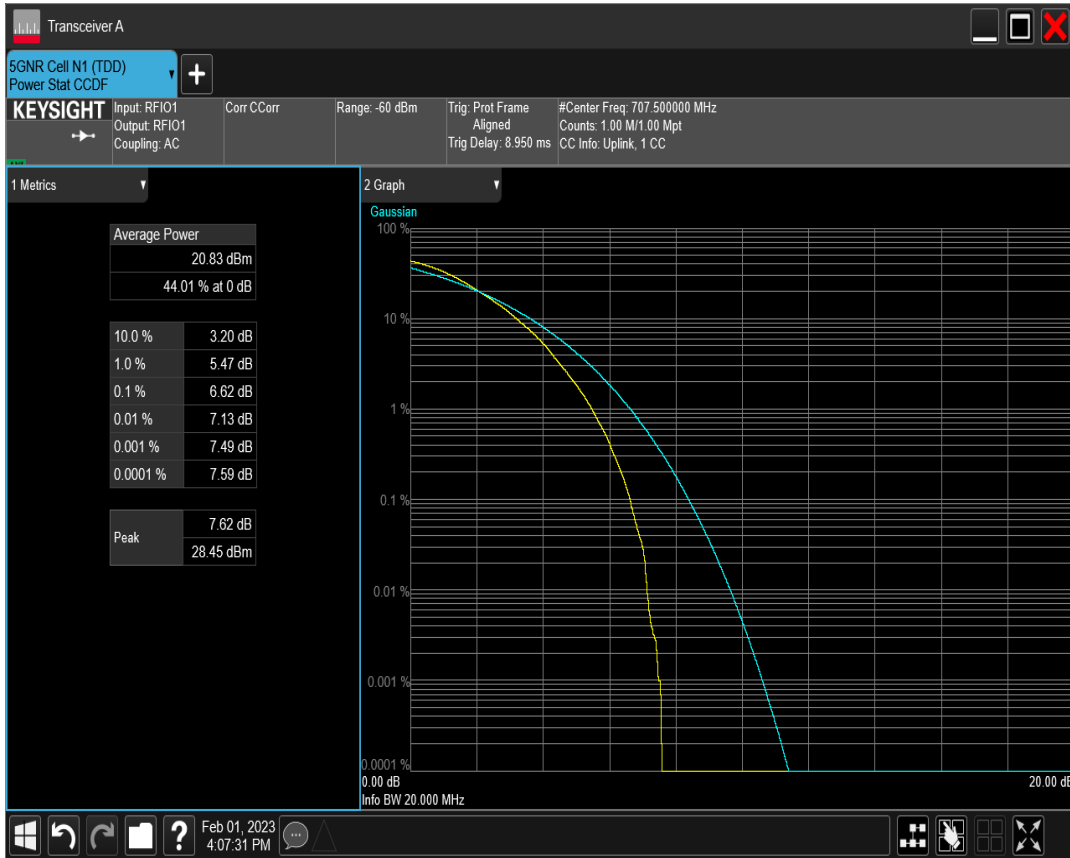 Transceiver A
5GNR Cell N1 (TDD)
Power Stat CCDF
KEYSIGHT
Input: RFIO1
Output: RFIO1
Coupling: AC
Corr CCorr
Range: -60 dBm
Trig: Prot Frame
Aligned
Trig Delay: 8.950 ms
#Center Freq: 707.500000 MHz
Counts: 1.00 M/1.00 Mpt
CC Info: Uplink, 1 CC
1 Metrics
Average Power
20.83 dBm
44.01 % at 0 dB
10.0 % 3.20 dB
1.0 % 5.47 dB
0.1 % 6.62 dB
0.01 % 7.13 dB
0.001 % 7.49 dB
0.0001 % 7.59 dB
Peak 7.62 dB
28.45 dBm
2 Graph
Gaussian
100 %
10 %
1 %
0.1 %
0.01 %
0.001 %
0.0001 %
0.00 dB 20.00 dB
Info BW 20.000 MHz
Feb 01, 2023
4:07:31 PM